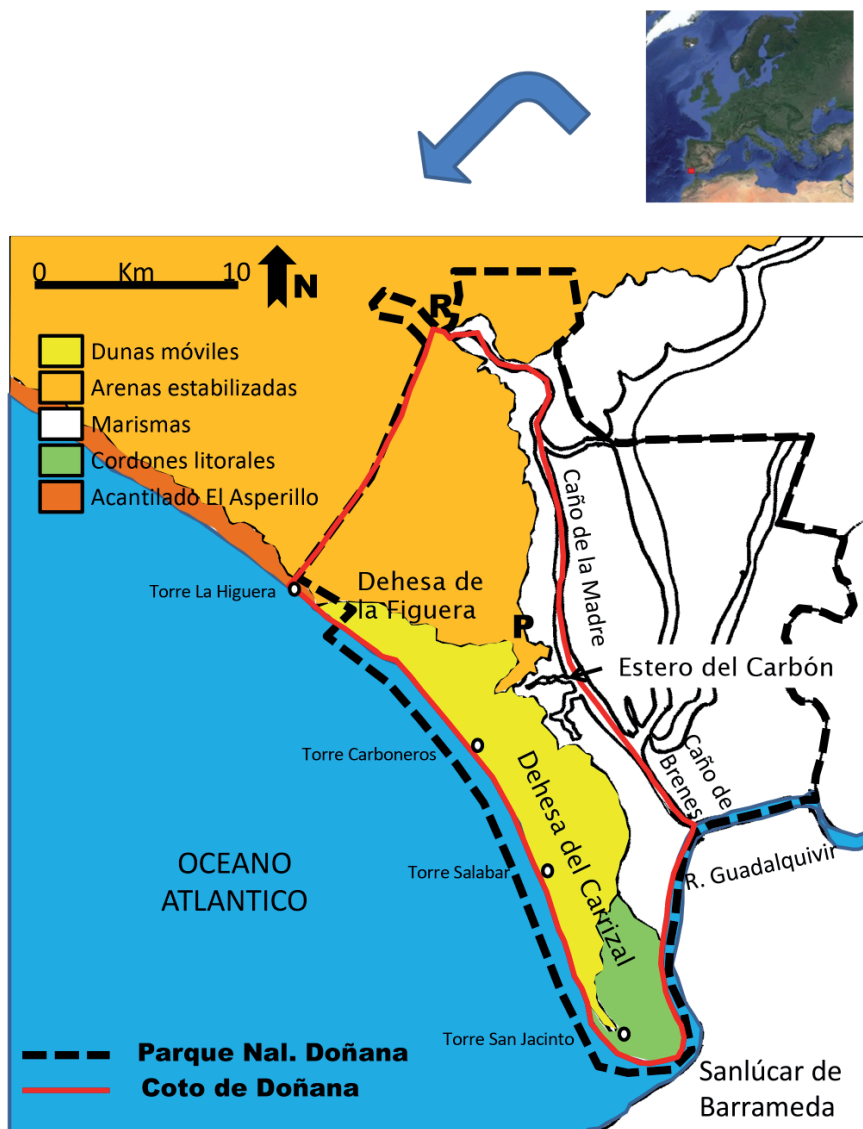 0 Km 10
N
R
Dunas móviles
Arenas estabilizadas
Marismas
Cordones litorales
Acantilado El Asperillo
Caño de la Madre
Torre La Higuera
Dehesa de
la Figuera
P
Estero del Carbón
Torre Carboneros
Caño de
Brenes
Dehesa del Carrizal
OCEANO
ATLANTICO
Torre Salabar
R. Guadalquivir
Torre San Jacinto
Parque Nal. Doñana
Coto de Doñana
Sanlúcar de
Barrameda